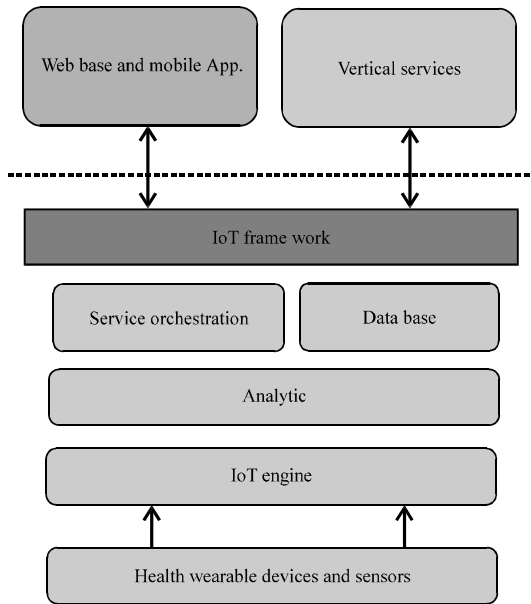 Web base and mobile App.
Vertical services
IoT frame work
Service orchestration
Data base
Analytic
IoT engine
Health wearable devices and sensors